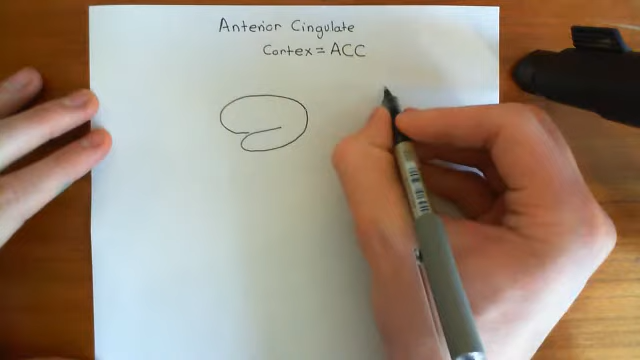 Anterior Cingulate
Cortex = ACC